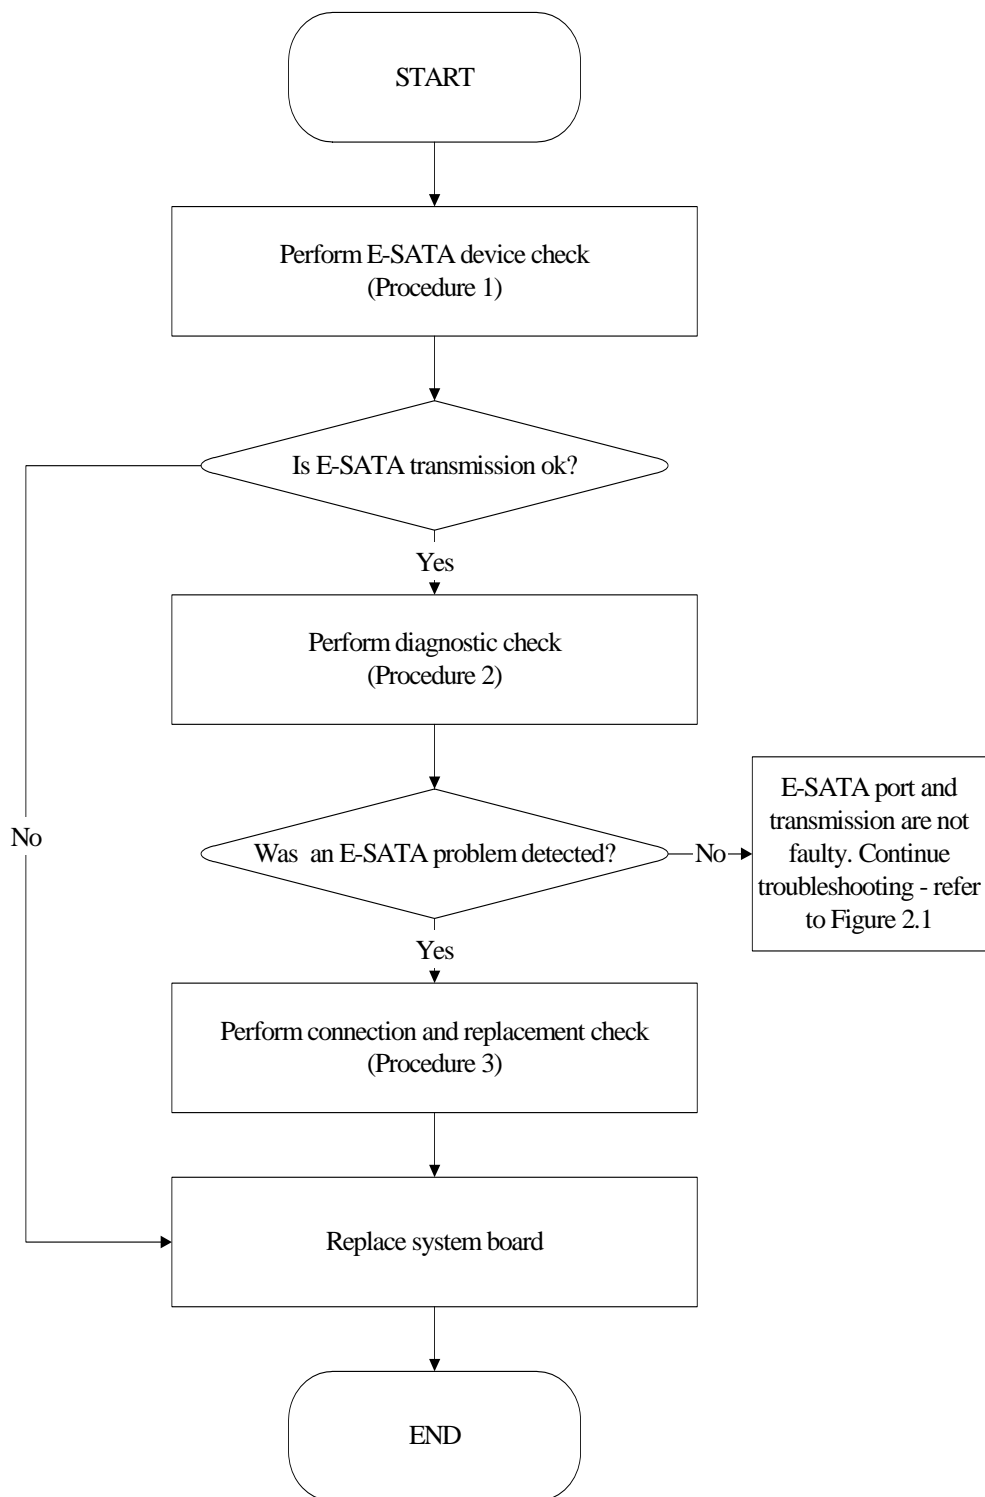 START
Perform E-SATA device check
(Procedure 1)
Is E-SATA transmission ok?
Yes
Perform diagnostic check
(Procedure 2)
Was  an E-SATA problem detected?
No
E-SATA port and
transmission are not
faulty. Continue
troubleshooting - refer
to Figure 2.1
No
Yes
Perform connection and replacement check
(Procedure 3)
Replace system board
END